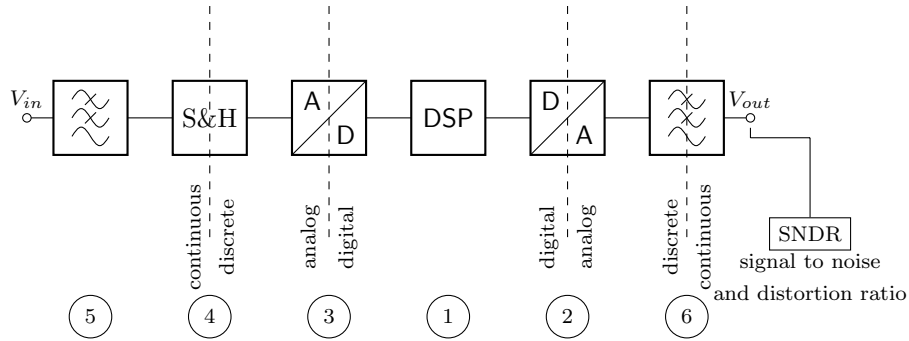 V_in
S&H
A
D
DSP
D
A
V_out
continuous
discrete
analog
digital
digital
analog
discrete
continuous
SNDR
signal to noise
and distortion ratio
5
4
3
1
2
6